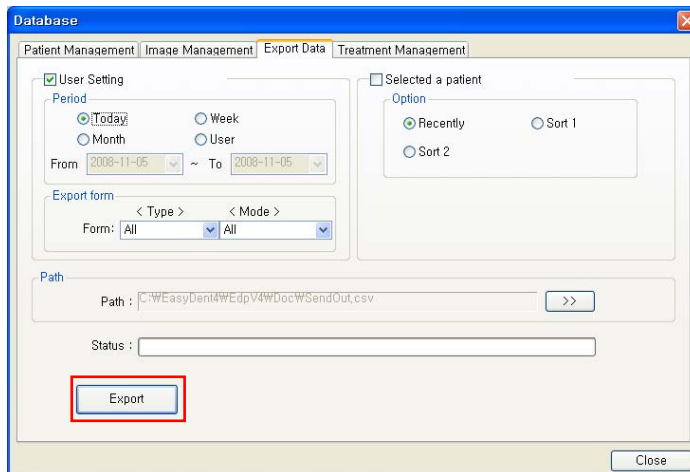 Database
Patient Management Image Management Export Data Treatment Management
User Setting
Period
Today Week
Month User
From 2008-11-05 ~ To 2008-11-05
Export form
< Type > < Mode >
Form: All All
Selected a patient
Option
Recently Sort 1
Sort 2
Path
Path : C:₩EasyDent4₩EdpV4₩Doc₩SendOut,csv >>
Status :
Export
Close